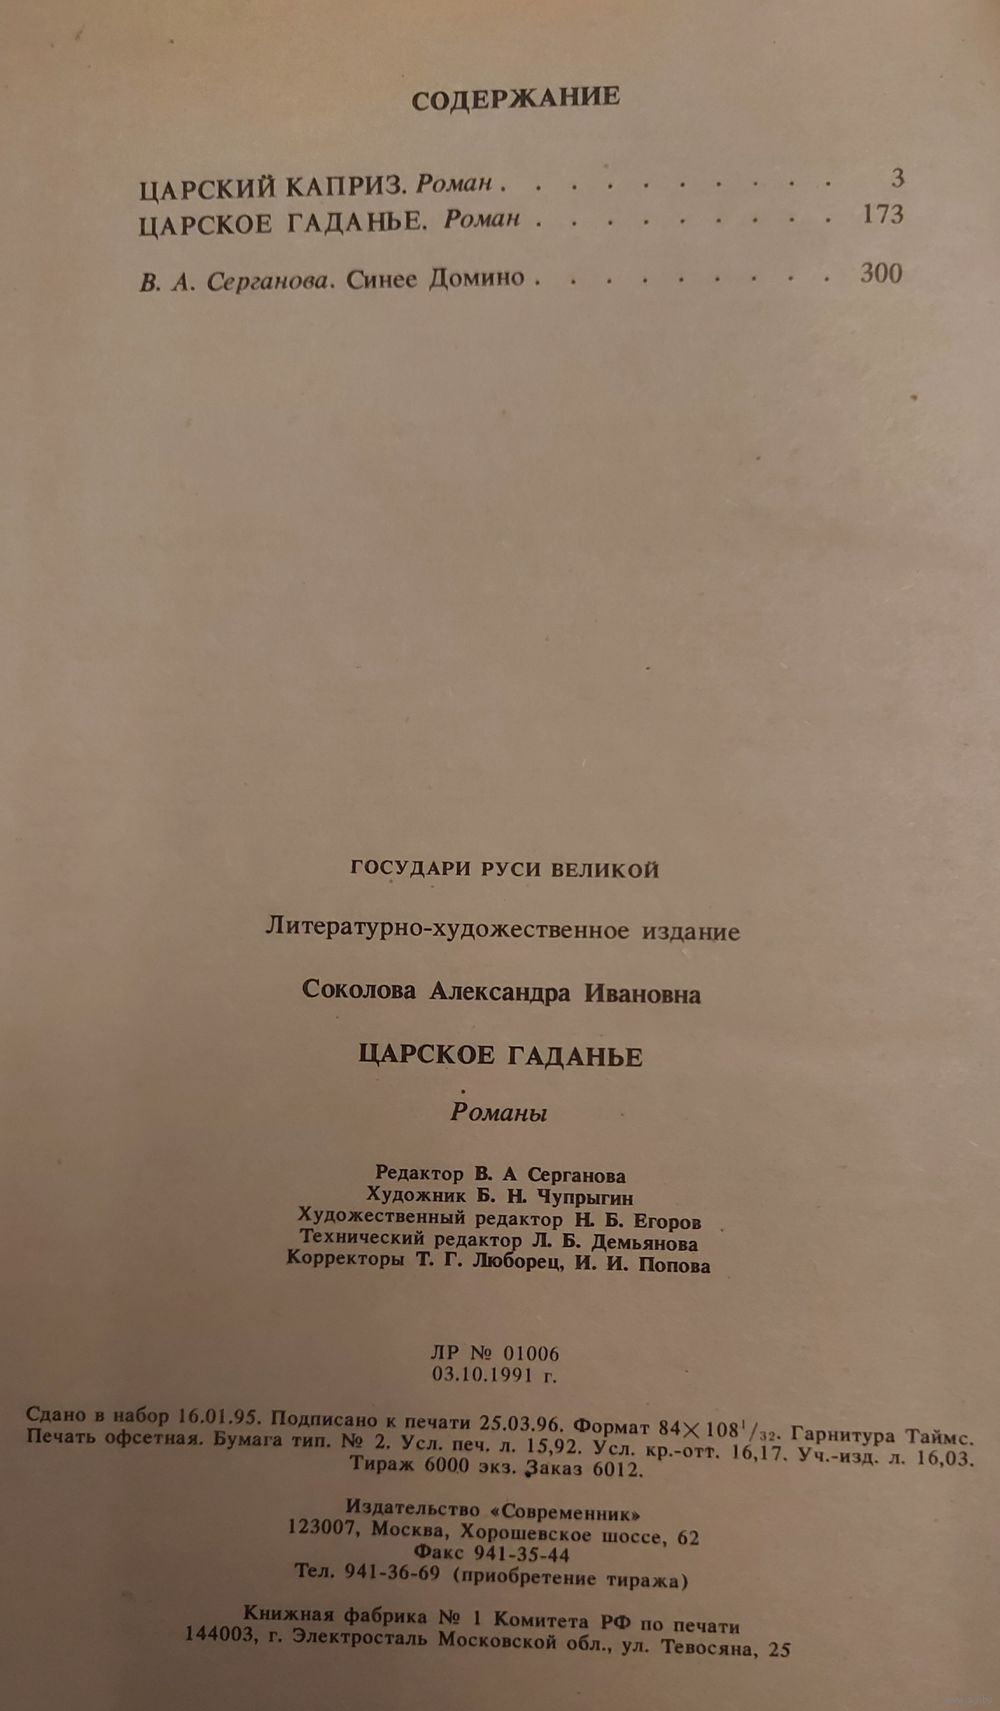 СОДЕРЖАНИЕ
ЦАРСКИЙ КАПРИЗ. Роман . . . . . . . . . . 3
ЦАРСКОЕ ГАДАНЬЕ. Роман . . . . . . . . . 173
В. А. Серганова. Синее Домино . . . . . . . . . 300
ГОСУДАРИ РУСИ ВЕЛИКОЙ
Литературно-художественное издание
Соколова Александра Ивановна
ЦАРСКОЕ ГАДАНЬЕ
Романы
Редактор В. А Серганова
Художник Б. Н. Чупрыгин
Художественный редактор Н. Б. Егоров
Технический редактор Л. Б. Демьянова
Корректоры Т. Г. Люборец, И. И. Попова
ЛР № 01006
03.10.1991 г.
Сдано в набор 16.01.95. Подписано к печати 25.03.96. Формат 84×108¹/₃₂. Гарнитура Таймс.
Печать офсетная. Бумага тип. № 2. Усл. печ. л. 15,92. Усл. кр.-отт. 16,17. Уч.-изд. л. 16,03.
Тираж 6000 экз. Заказ 6012.
Издательство «Современник»
123007, Москва, Хорошевское шоссе, 62
Факс 941-35-44
Тел. 941-36-69 (приобретение тиража)
Книжная фабрика № 1 Комитета РФ по печати
144003, г. Электросталь Московской обл., ул. Тевосяна, 25